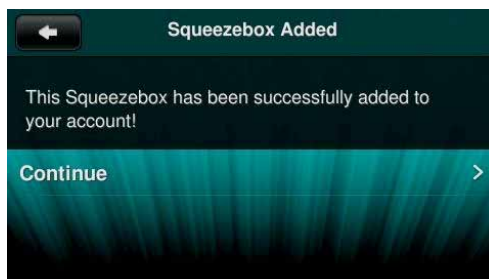 Squeezebox Added
This Squeezebox has been successfully added to
your account!
Continue